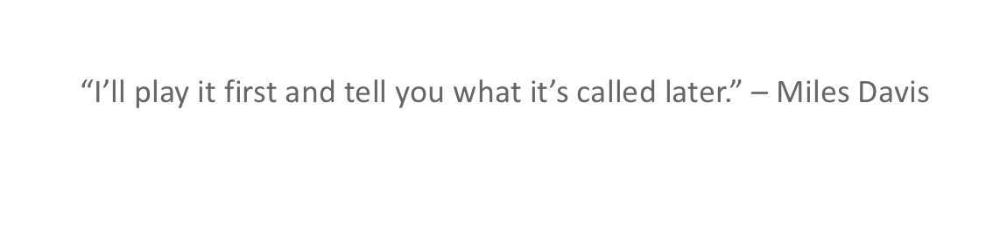 “I’ll play it first and tell you what it’s called later.” – Miles Davis